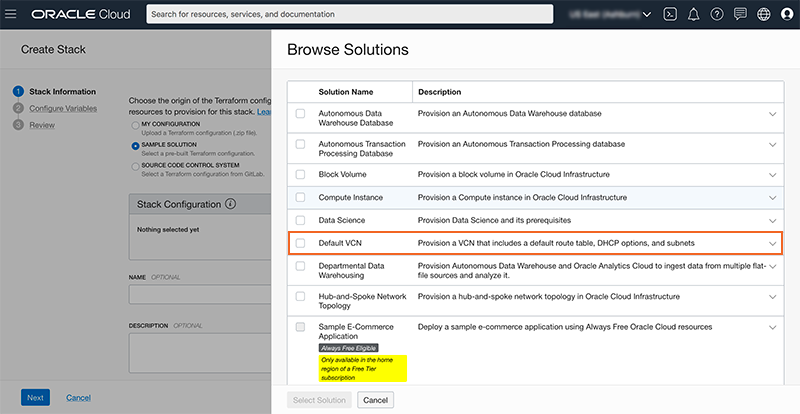 ORACLE Cloud
Search for resources, services, and documentation
Create Stack
1 Stack Information
2 Configure Variables
3 Review
Choose the origin of the Terraform config
resources to provision for this stack. Lear
MY CONFIGURATION
Upload a Terraform configuration (.zip file).
SAMPLE SOLUTION
Select a pre-built Terraform configuration.
SOURCE CODE CONTROL SYSTEM
Select a Terraform configuration from GitLab.
Stack Configuration i
Nothing selected yet
NAME OPTIONAL
DESCRIPTION OPTIONAL
Next Cancel
Browse Solutions
Solution Name Description
Autonomous Data
Warehouse Database
Provision an Autonomous Data Warehouse database
Autonomous Transaction
Processing Database
Provision an Autonomous Transaction Processing database
Block Volume Provision a block volume in Oracle Cloud Infrastructure
Compute Instance Provision a Compute instance in Oracle Cloud Infrastructure
Data Science Provision Data Science and its prerequisites
Default VCN Provision a VCN that includes a default route table, DHCP options, and subnets
Departmental Data
Warehousing
Provision Autonomous Data Warehouse and Oracle Analytics Cloud to ingest data from multiple flat-
file sources and analyze it.
Hub-and-Spoke Network
Topology
Provision a hub-and-spoke network topology in Oracle Cloud Infrastructure
Sample E-Commerce
Application
Deploy a sample e-commerce application using Always Free Oracle Cloud resources
Always Free Eligible
Only available in the home
region of a Free Tier
subscription
Select Solution Cancel